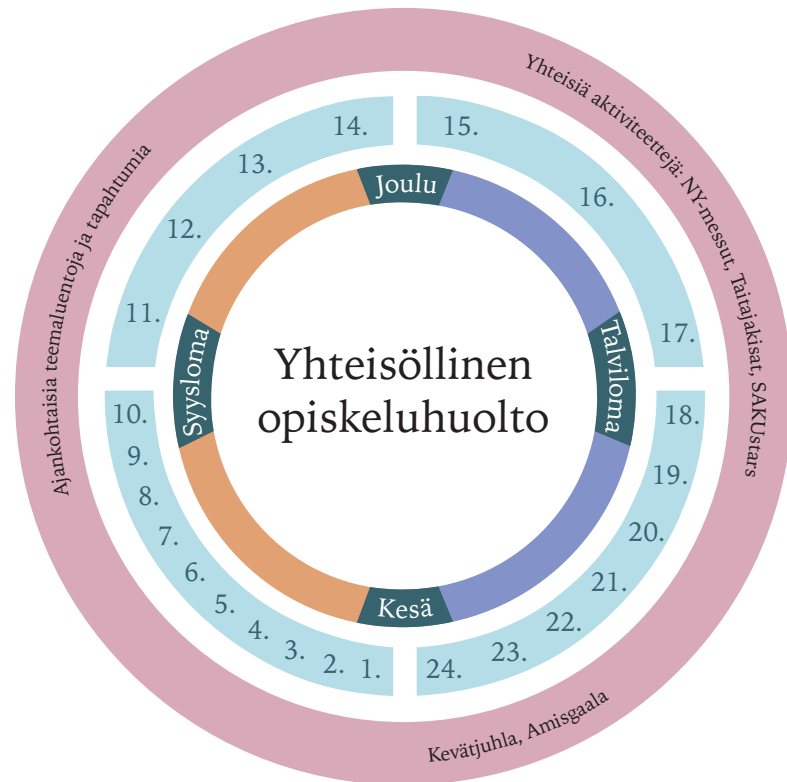 Yhteisöllinen
opiskeluhuolto
Joulu
Talviloma
Kesä
Syysloma
1.
2.
3.
4.
5.
6.
7.
8.
9.
10.
11.
12.
13.
14.
15.
16.
17.
18.
19.
20.
21.
22.
23.
24.
Ajankohtaisia teemaluentoja ja tapahtumia
Yhteisiä aktiviteettejä: NY-messut, Taitajakisat, SAKUstars
Kevätjuhla, Amisgaala